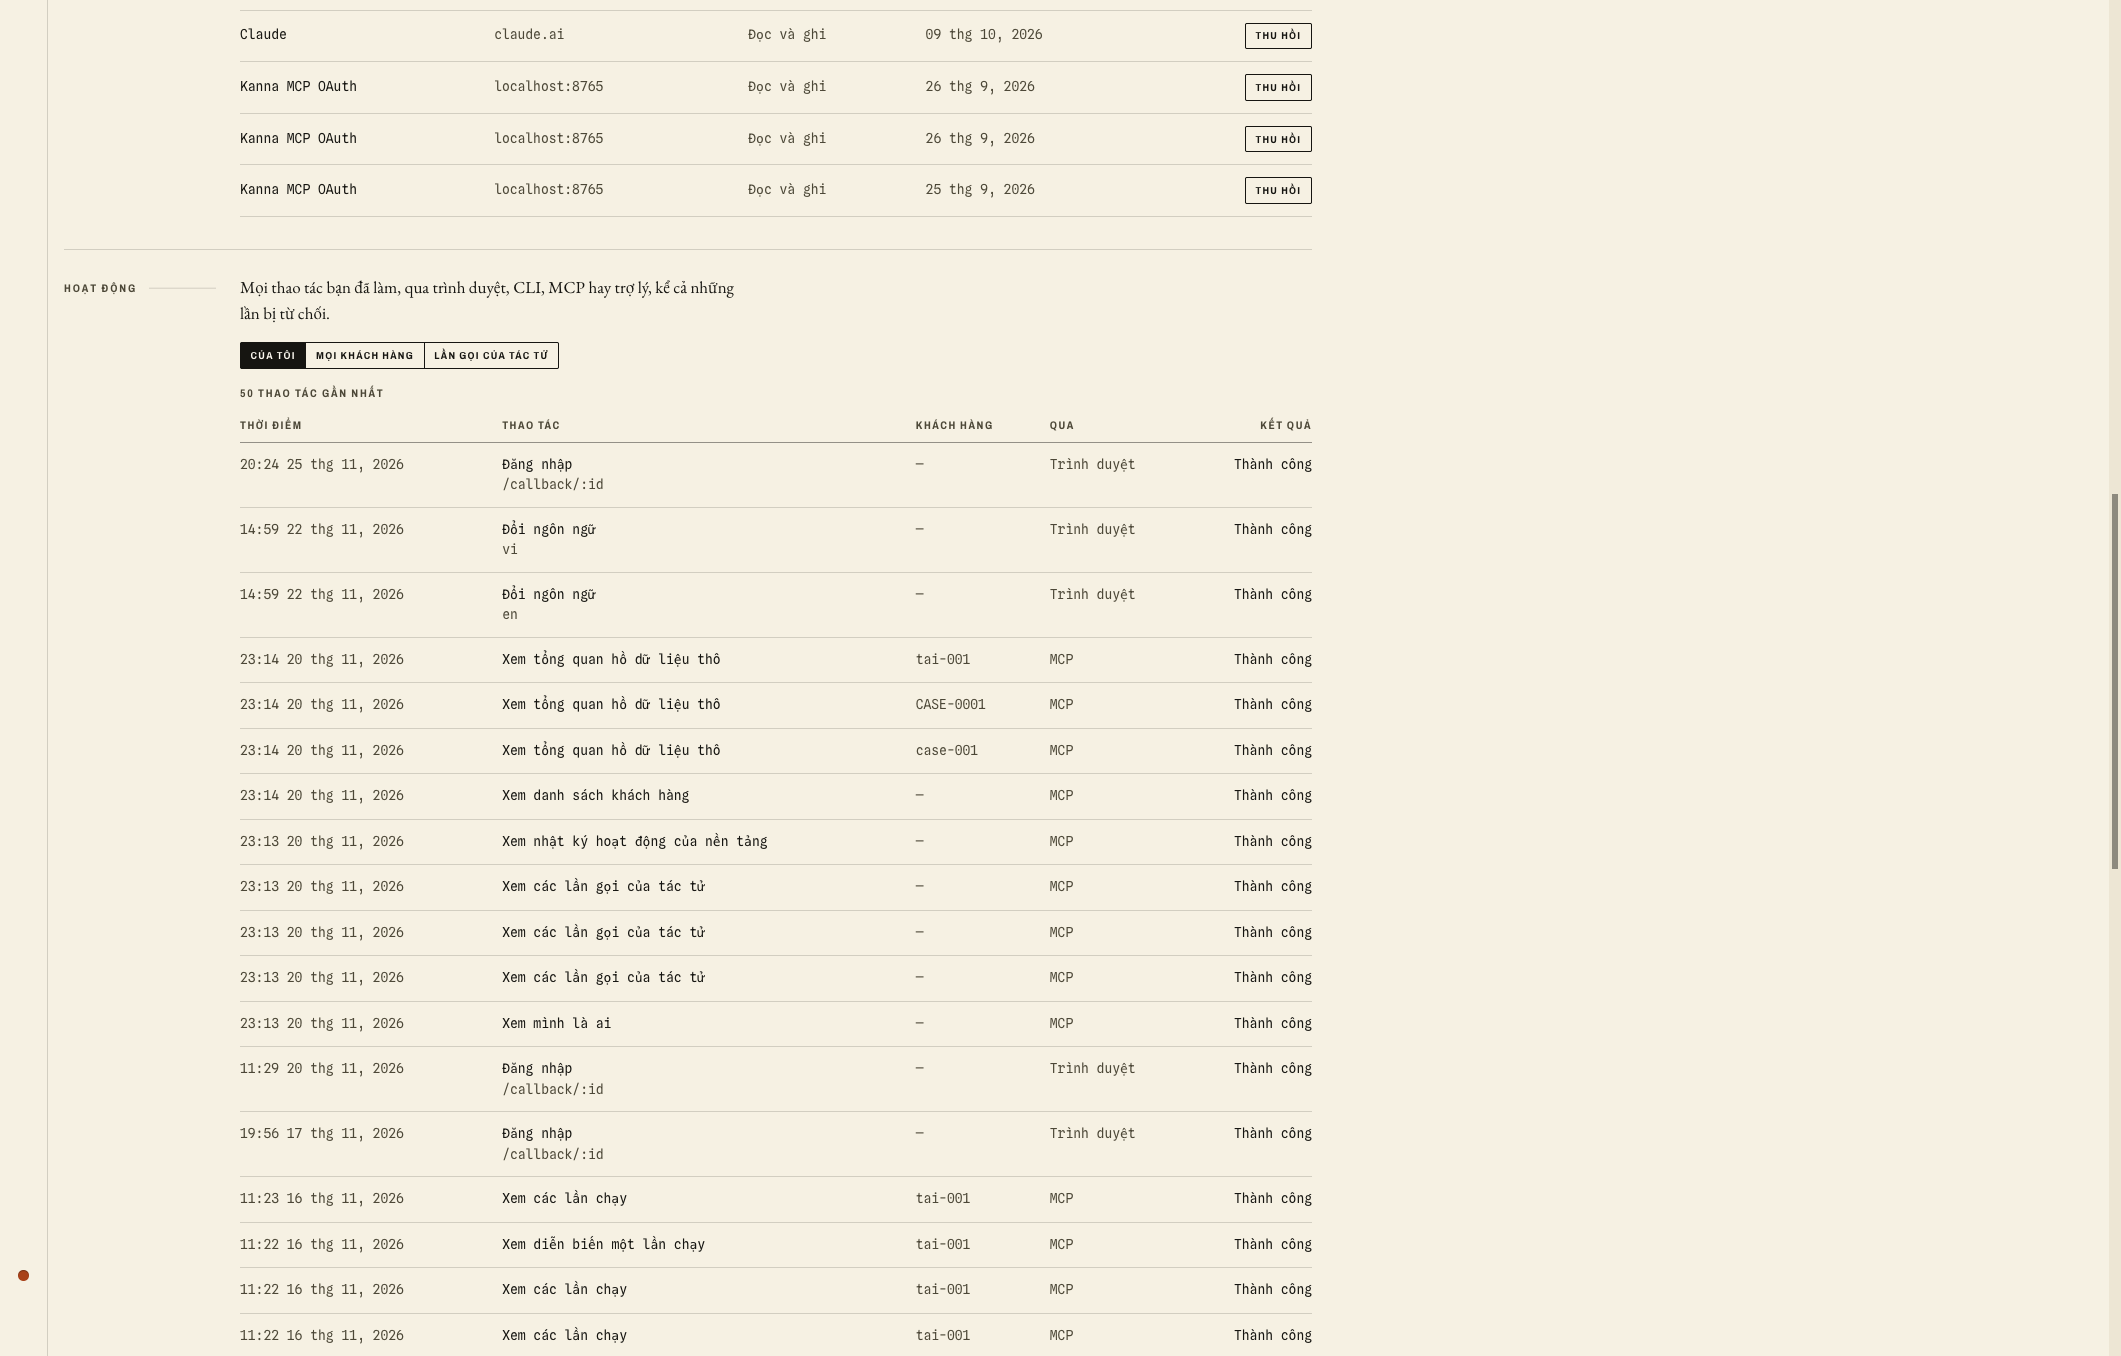 Claude claude.ai Đọc và ghi 09 thg 10, 2026 THU HỒI
Kanna MCP OAuth localhost:8765 Đọc và ghi 26 thg 9, 2026 THU HỒI
Kanna MCP OAuth localhost:8765 Đọc và ghi 26 thg 9, 2026 THU HỒI
Kanna MCP OAuth localhost:8765 Đọc và ghi 25 thg 9, 2026 THU HỒI
HOẠT ĐỘNG
Mọi thao tác bạn đã làm, qua trình duyệt, CLI, MCP hay trợ lý, kể cả những
lần bị từ chối.
CỦA TÔI MỌI KHÁCH HÀNG LẦN GỌI CỦA TÁC TỬ
50 THAO TÁC GẦN NHẤT
THỜI ĐIỂM THAO TÁC KHÁCH HÀNG QUA KẾT QUẢ
20:24 25 thg 11, 2026 Đăng nhập — Trình duyệt Thành công
/callback/:id
14:59 22 thg 11, 2026 Đổi ngôn ngữ — Trình duyệt Thành công
vi
14:59 22 thg 11, 2026 Đổi ngôn ngữ — Trình duyệt Thành công
en
23:14 20 thg 11, 2026 Xem tổng quan hồ dữ liệu thô tai-001 MCP Thành công
23:14 20 thg 11, 2026 Xem tổng quan hồ dữ liệu thô CASE-0001 MCP Thành công
23:14 20 thg 11, 2026 Xem tổng quan hồ dữ liệu thô case-001 MCP Thành công
23:14 20 thg 11, 2026 Xem danh sách khách hàng — MCP Thành công
23:13 20 thg 11, 2026 Xem nhật ký hoạt động của nền tảng — MCP Thành công
23:13 20 thg 11, 2026 Xem các lần gọi của tác tử — MCP Thành công
23:13 20 thg 11, 2026 Xem các lần gọi của tác tử — MCP Thành công
23:13 20 thg 11, 2026 Xem các lần gọi của tác tử — MCP Thành công
23:13 20 thg 11, 2026 Xem mình là ai — MCP Thành công
11:29 20 thg 11, 2026 Đăng nhập — Trình duyệt Thành công
/callback/:id
19:56 17 thg 11, 2026 Đăng nhập — Trình duyệt Thành công
/callback/:id
11:23 16 thg 11, 2026 Xem các lần chạy tai-001 MCP Thành công
11:22 16 thg 11, 2026 Xem diễn biến một lần chạy tai-001 MCP Thành công
11:22 16 thg 11, 2026 Xem các lần chạy tai-001 MCP Thành công
11:22 16 thg 11, 2026 Xem các lần chạy tai-001 MCP Thành công